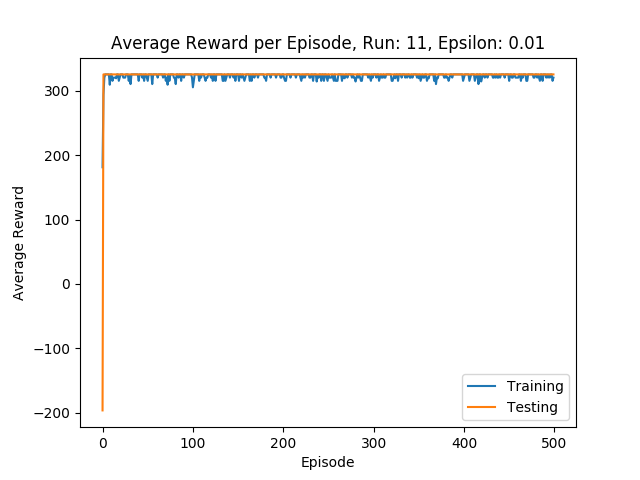 Average Reward per Episode, Run: 11, Epsilon: 0.01
Average Reward
300
200
100
0
−100
−200
0 100 200 300 400 500
Episode
Training
Testing